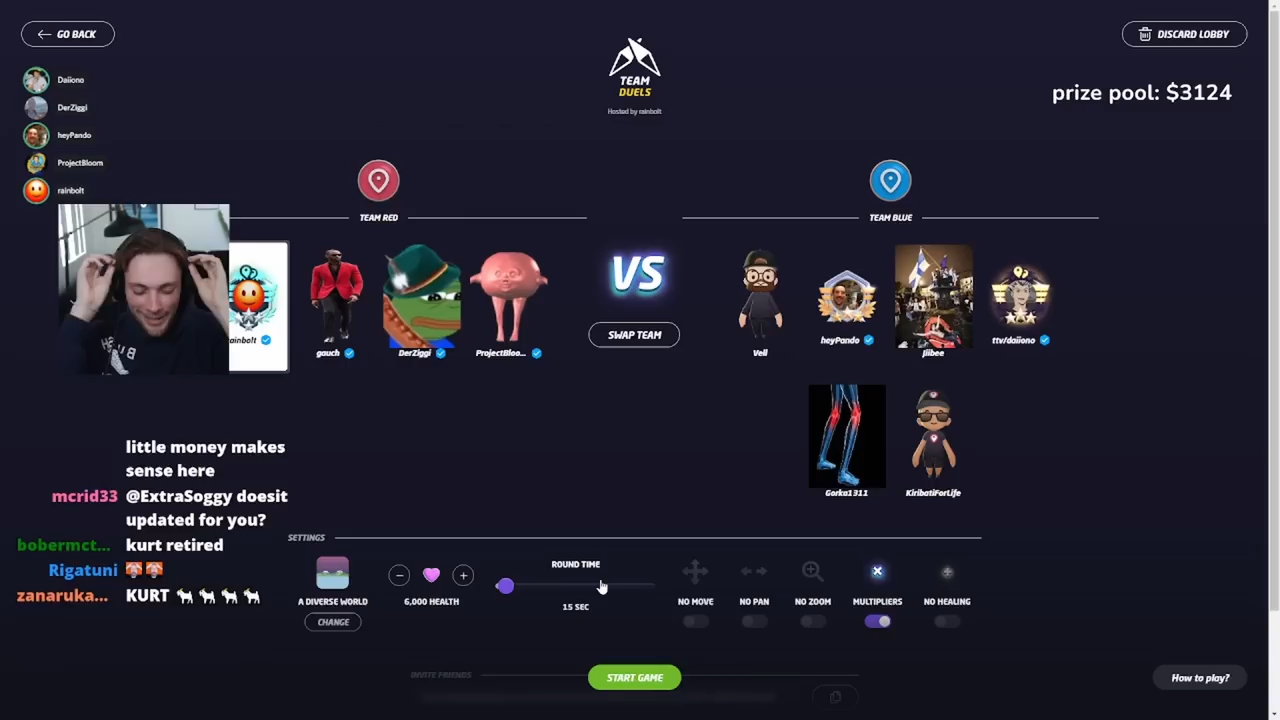 GO BACK
DISCARD LOBBY
TEAM
DUELS
Hosted by rainbolt
prize pool: $3124
Daiiono
DerZiggi
heyPando
ProjectBloom
rainbolt
TEAM RED
TEAM BLUE
VS
SWAP TEAM
rainbolt
gauch
DerZiggi
ProjectBloo...
Vell
heyPando
Jiibee
ttv/daiiono
Gorka1311
KiribatiForLife
little money makes
sense here
mcrid33 @ExtraSoggy doesit
updated for you?
bobermct... kurt retired
Rigatuni
zanaruka... KURT
SETTINGS
A DIVERSE WORLD
CHANGE
6,000 HEALTH
ROUND TIME
15 SEC
NO MOVE
NO PAN
NO ZOOM
MULTIPLIERS
NO HEALING
INVITE FRIENDS
START GAME
How to play?